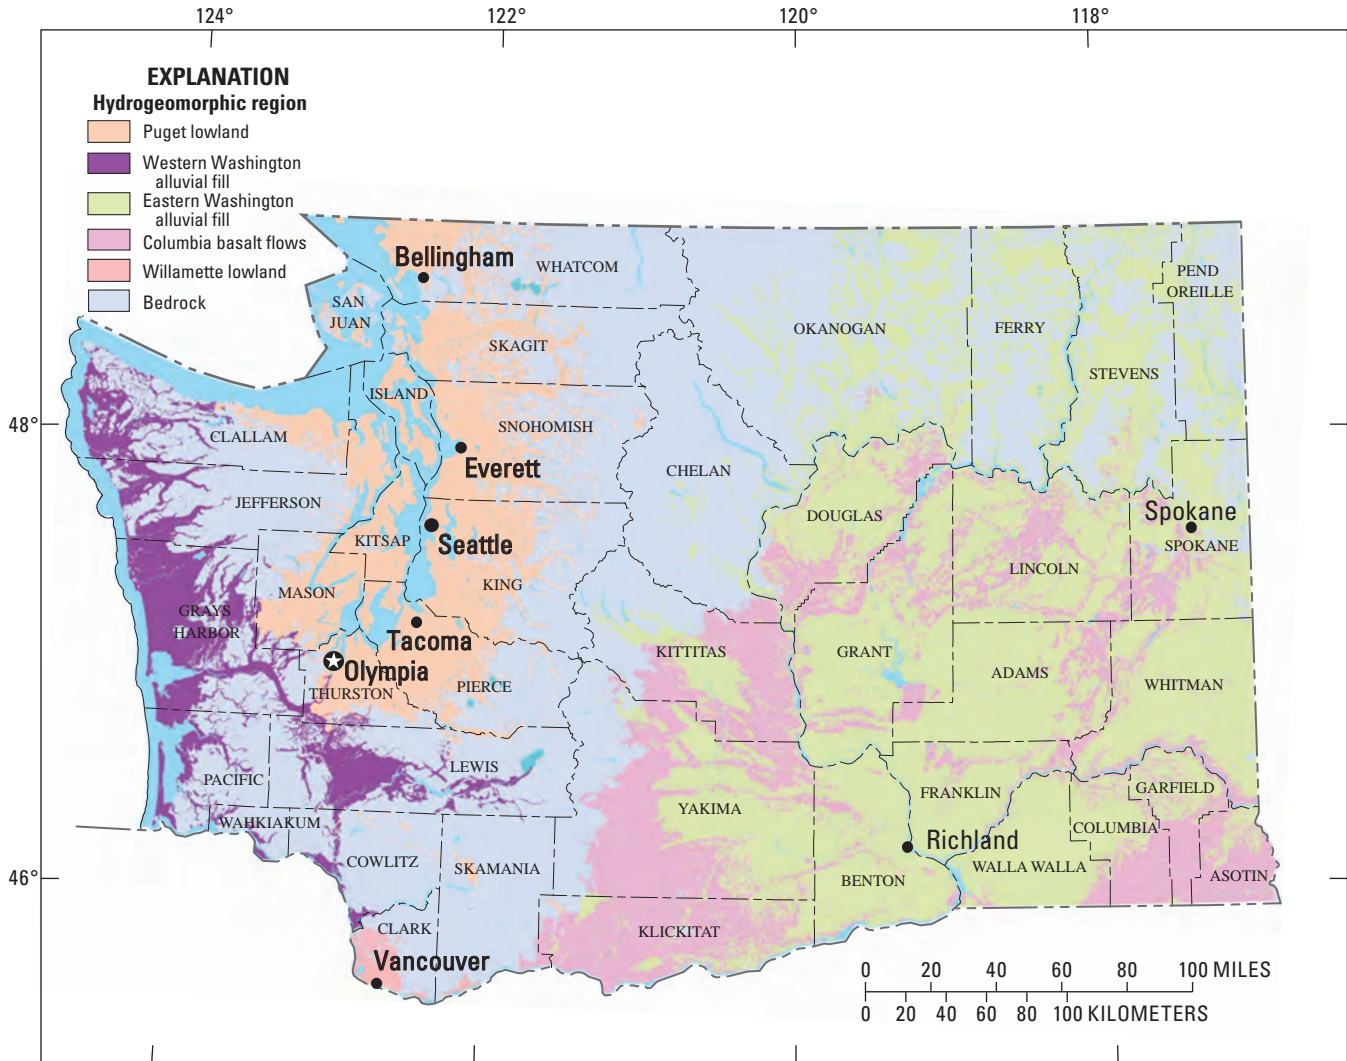 124°
122°
120°
118°
EXPLANATION
Hydrogeomorphic region
Puget lowland
Western Washington
alluvial fill
Eastern Washington
alluvial fill
Columbia basalt flows
Willamette lowland
Bedrock
Bellingham
WHATCOM
PEND
OREILLE
SAN
JUAN
OKANOGAN
FERRY
SKAGIT
STEVENS
ISLAND
48°
CLALLAM
SNOHOMISH
Everett
CHELAN
JEFFERSON
DOUGLAS
Spokane
KITSAP
Seattle
SPOKANE
LINCOLN
MASON
KING
GRAYS
HARBOR
Tacoma
KITTITAS
GRANT
Olympia
ADAMS
THURSTON
PIERCE
WHITMAN
LEWIS
PACIFIC
GARFIELD
YAKIMA
FRANKLIN
WAHKIAKUM
COLUMBIA
Richland
COWLITZ
SKAMANIA
WALLA WALLA
46°
BENTON
ASOTIN
CLARK
KLICKITAT
Vancouver
0 20 40 60 80 100 MILES
0 20 40 60 80 100 KILOMETERS